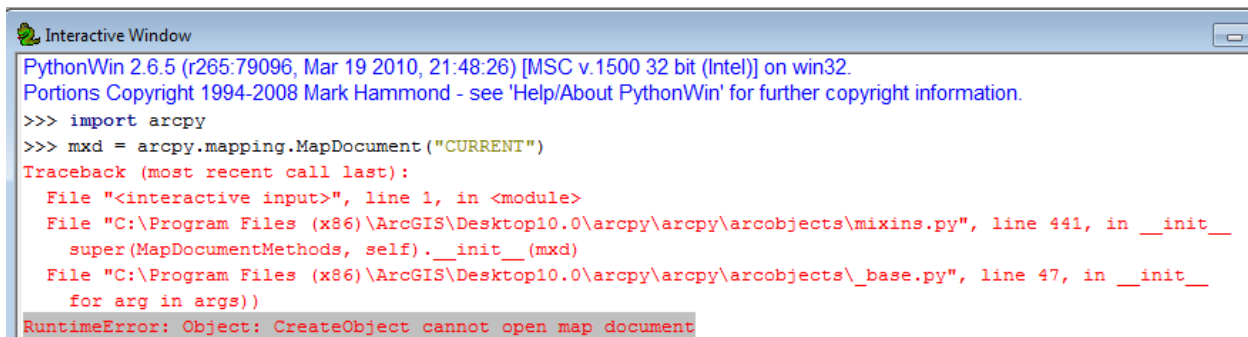 Interactive Window
PythonWin 2.6.5 (r265:79096, Mar 19 2010, 21:48:26) [MSC v.1500 32 bit (Intel)] on win32.
Portions Copyright 1994-2008 Mark Hammond - see 'Help/About PythonWin' for further copyright information.
>>> import arcpy
>>> mxd = arcpy.mapping.MapDocument("CURRENT")
Traceback (most recent call last):
  File "<interactive input>", line 1, in <module>
  File "C:\Program Files (x86)\ArcGIS\Desktop10.0\arcpy\arcpy\arcobjects\mixins.py", line 441, in __init__
    super(MapDocumentMethods, self).__init__(mxd)
  File "C:\Program Files (x86)\ArcGIS\Desktop10.0\arcpy\arcpy\arcobjects\_base.py", line 47, in __init__
    for arg in args))
RuntimeError: Object: CreateObject cannot open map document